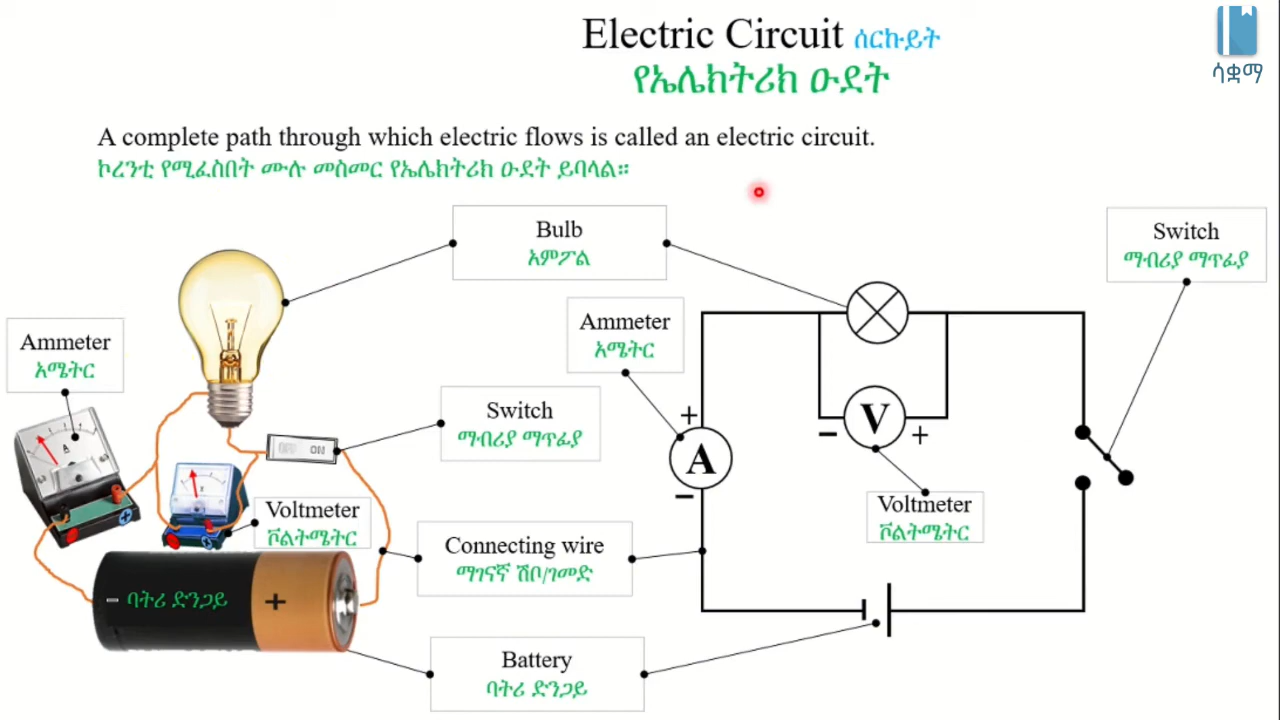 Electric Circuit ሰርኩይት
የኤሌክትሪክ ዑደት
ሳቋማ
A complete path through which electric flows is called an electric circuit.
ኮረንቲ የሚፈስበት ሙሉ መስመር የኤሌክትሪክ ዑደት ይባላል።
Bulb
አምፖል
Switch
ማብሪያ ማጥፊያ
Ammeter
አሜትር
Ammeter
አሜትር
A
+
A
−
V
− +
Switch
ማብሪያ ማጥፊያ
OFF ON
Voltmeter
ቮልትሜትር
Voltmeter
ቮልትሜትር
Connecting wire
ማገናኛ ሽቦ/ገመድ
− ባትሪ ድንጋይ +
Battery
ባትሪ ድንጋይ